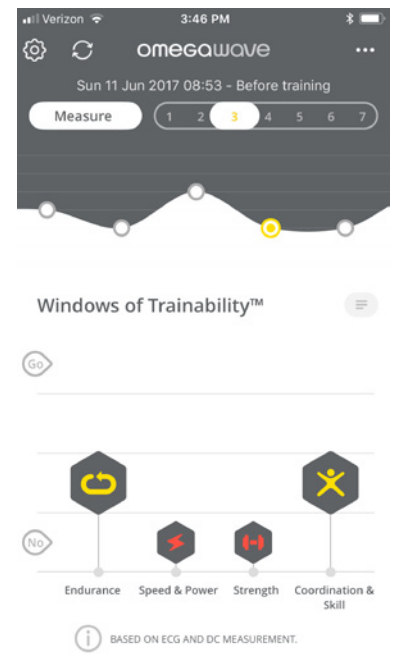 Verizon 3:46 PM
omegawave
Sun 11 Jun 2017 08:53 - Before training
Measure 1 2 3 4 5 6 7
Windows of Trainability™
Go
No
Endurance Speed & Power Strength Coordination &
Skill
i BASED ON ECG AND DC MEASUREMENT.